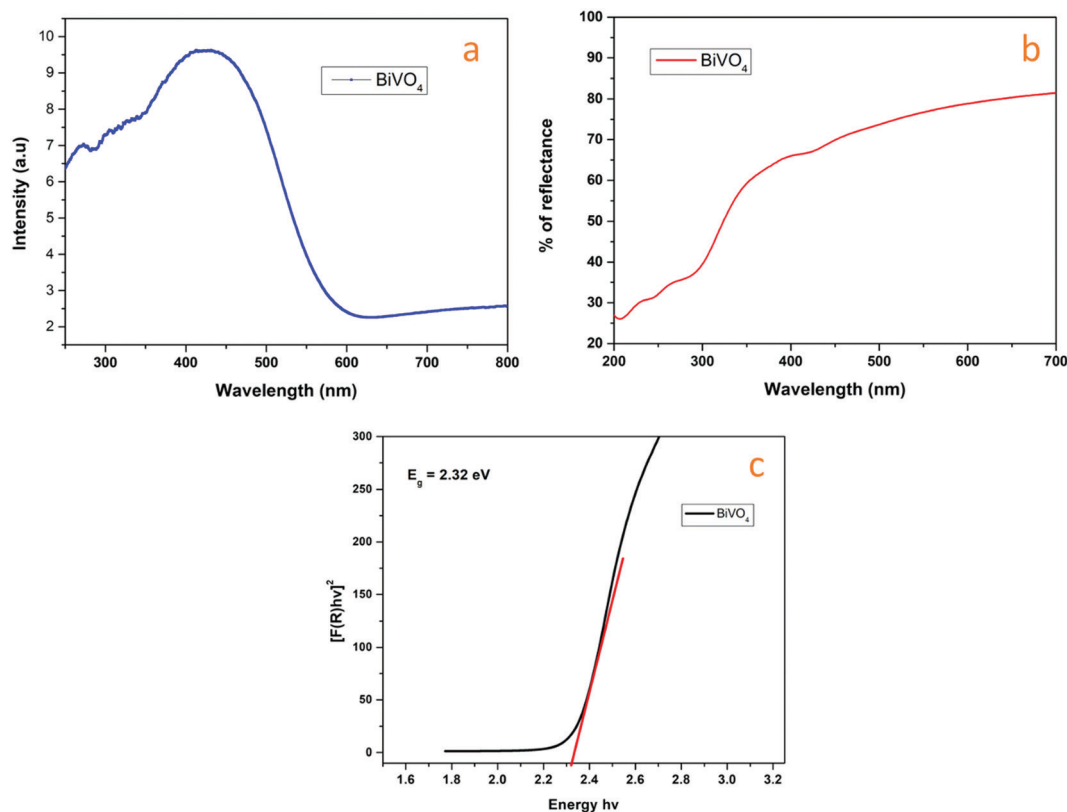 a
BiVO₄
Intensity (a.u)
10
9
8
7
6
5
4
3
2
300 400 500 600 700 800
Wavelength (nm)
b
BiVO₄
% of reflectance
100
90
80
70
60
50
40
30
20
200 300 400 500 600 700
Wavelength (nm)
c
E_g = 2.32 eV
BiVO₄
[F(R)hv]²
300
250
200
150
100
50
0
1.6 1.8 2.0 2.2 2.4 2.6 2.8 3.0 3.2
Energy hv